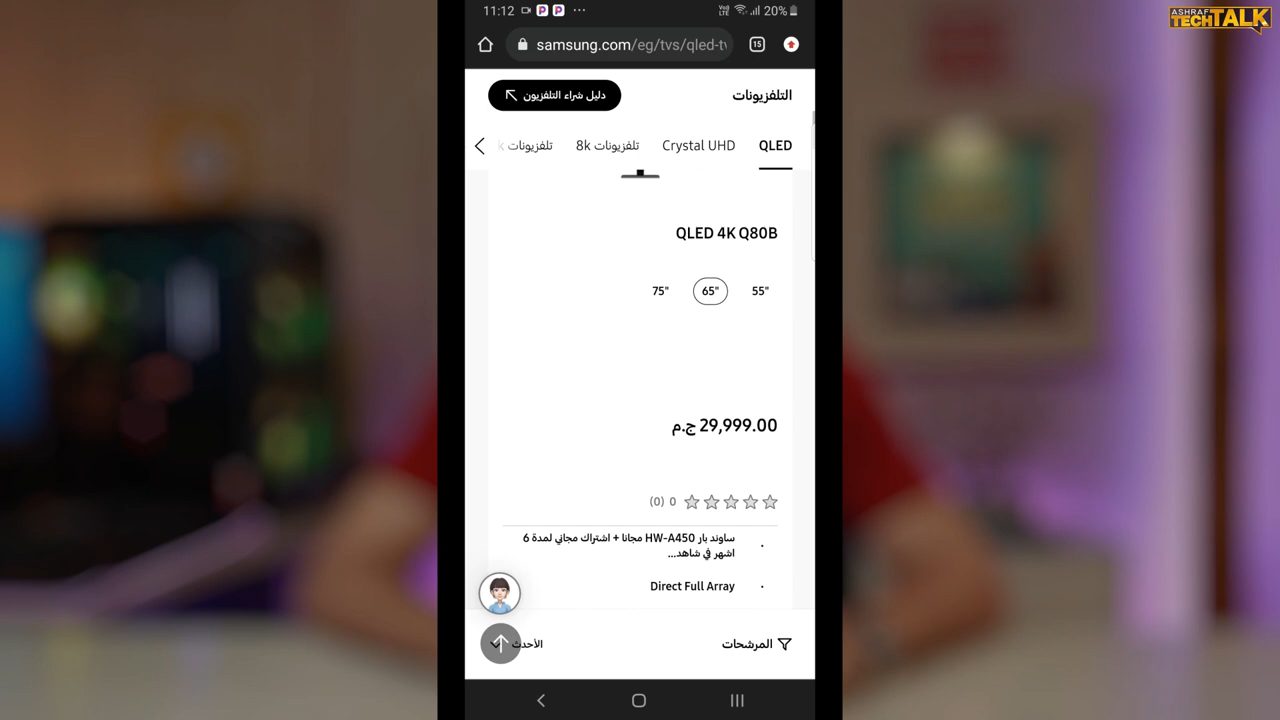 11:12
20%
ASHRAF
TECHTALK
samsung.com/eg/tvs/qled-tv
15
التلفزيونات
دليل شراء التلفزيون
QLED
Crystal UHD
تلفزيونات 8k
تلفزيونات k
QLED 4K Q80B
55"
65"
75"
29,999.00 ج.م
0 (0)
ساوند بار HW-A450 مجانا + اشتراك مجاني لمدة 6
اشهر في شاهد...
Direct Full Array
المرشحات
الأحدث